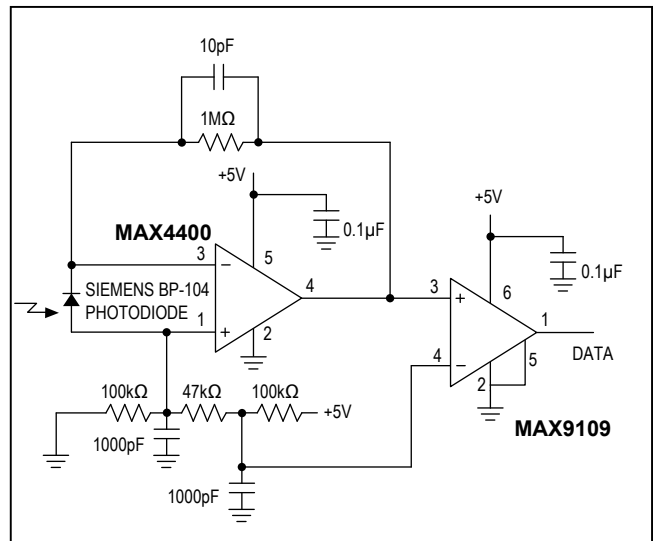 10pF
1MΩ
+5V
0.1µF
MAX4400
+5V
0.1µF
3
−
5
4
SIEMENS BP-104
PHOTODIODE
1
+
2
3
+
6
1
4
−
5
2
DATA
100kΩ
47kΩ
100kΩ
+5V
1000pF
MAX9109
1000pF